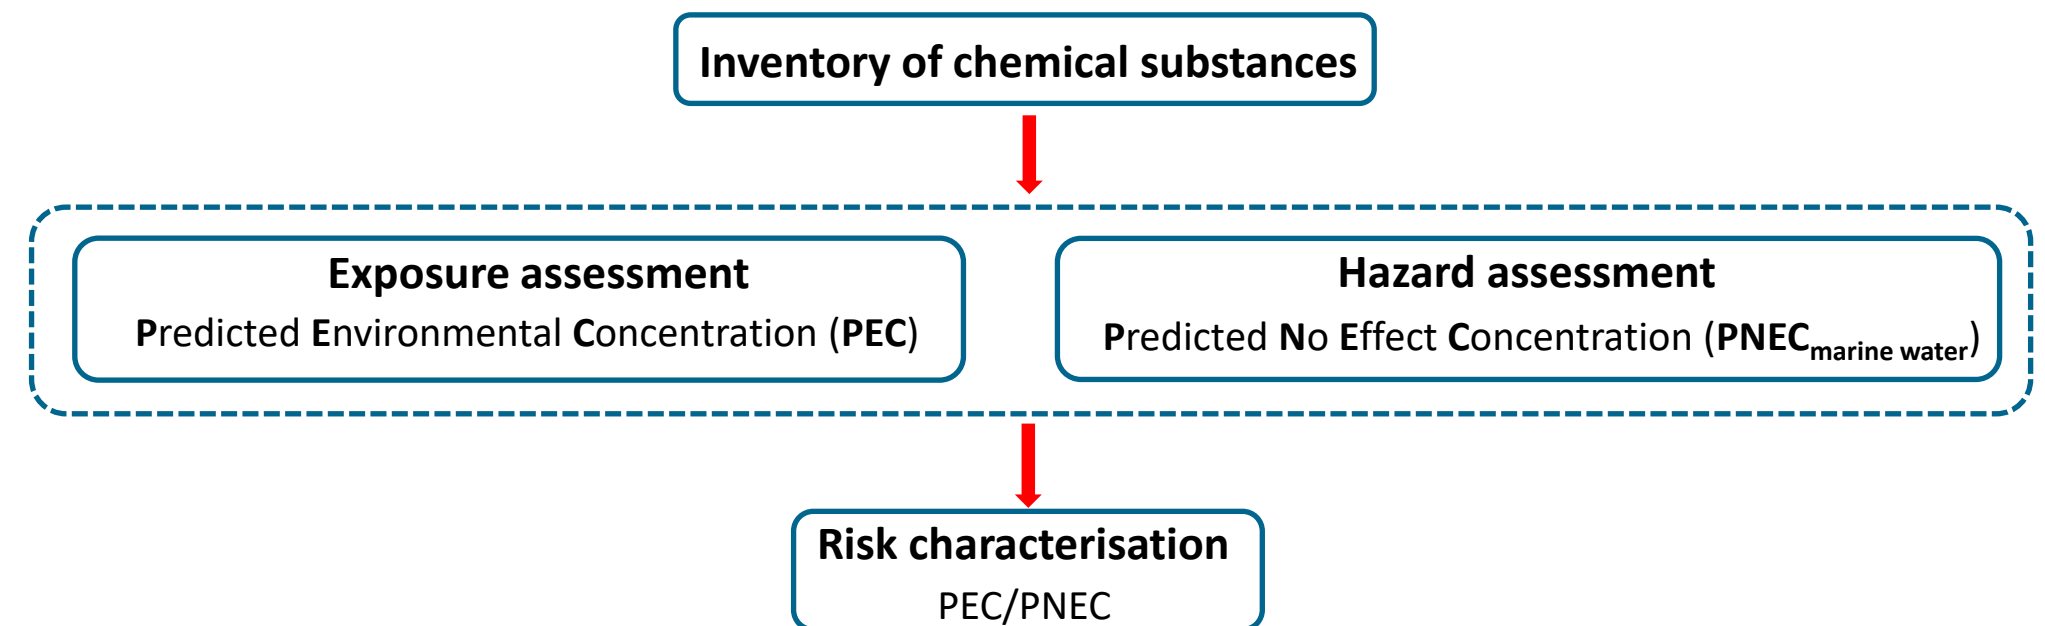 Inventory of chemical substances
Exposure assessment
Predicted Environmental Concentration (PEC)
Hazard assessment
Predicted No Effect Concentration (PNECmarine water)
Risk characterisation
PEC/PNEC